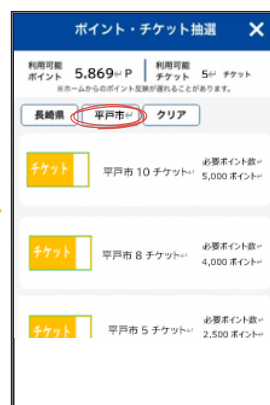 ポイント・チケット抽選 ✕
利用可能 ポイント 5,869↵ P 利用可能 チケット 5↵ チケット
※ホームからのポイント反映が遅れることがあります。
長崎県 平戸市↵ クリア
チケット 平戸市 10 チケット↵ 必要ポイント数↵
5,000 ポイント↵
チケット 平戸市 8 チケット↵ 必要ポイント数↵
4,000 ポイント↵
チケット 平戸市 5 チケット↵ 必要ポイント数↵
2,500 ポイント↵